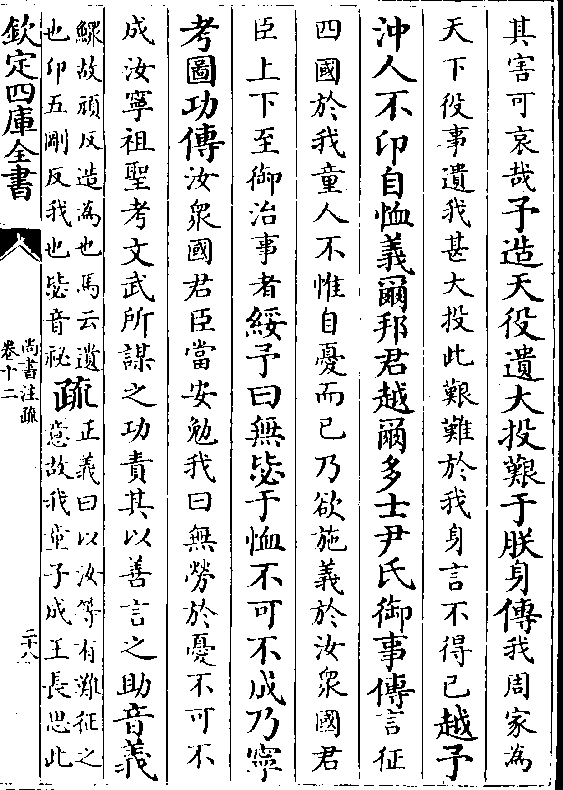 其害可哀哉予造天役遺大投艱于朕身傳我周家為
天下役事遺我甚大投此艱難於我身言不得已越予
沖人不卬自恤義爾邦君越爾多士尹氏御事傳言征
四國於我童人不惟自憂而已乃欲施義於汝衆國君
臣上下至御治事者綏予曰無毖于恤不可不成乃寧
考圖功傳汝衆國君臣當安勉我曰無勞於憂不可不
成汝寧祖聖考文武所謀之功責其以善言之助音義
鰥故頑反造為也馬云遺
也卬五剛反我也毖音祕
疏
正義曰以汝等有難征之
意故我童子成王長思此
欽定四庫全書
尚書注疏
卷十二
二十八